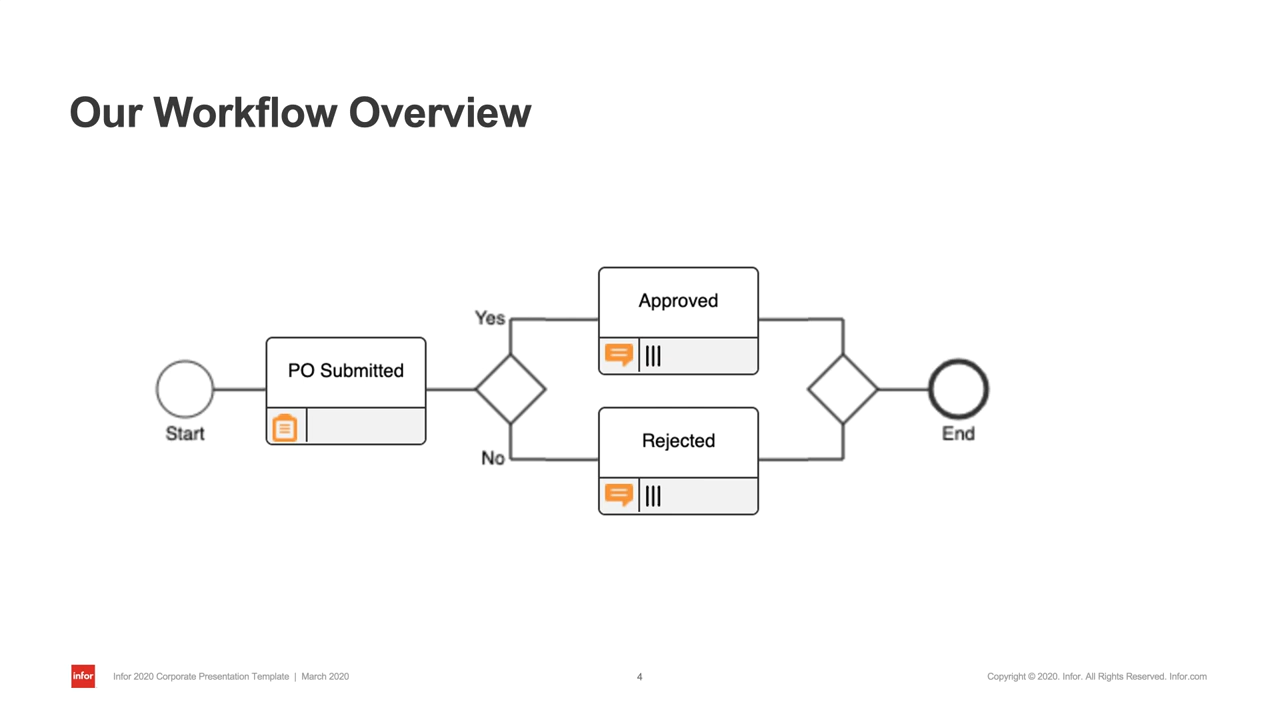 Our Workflow Overview
Approved
Yes
PO Submitted
Start
End
Rejected
No
infor
Infor 2020 Corporate Presentation Template | March 2020
4
Copyright © 2020. Infor. All Rights Reserved. Infor.com